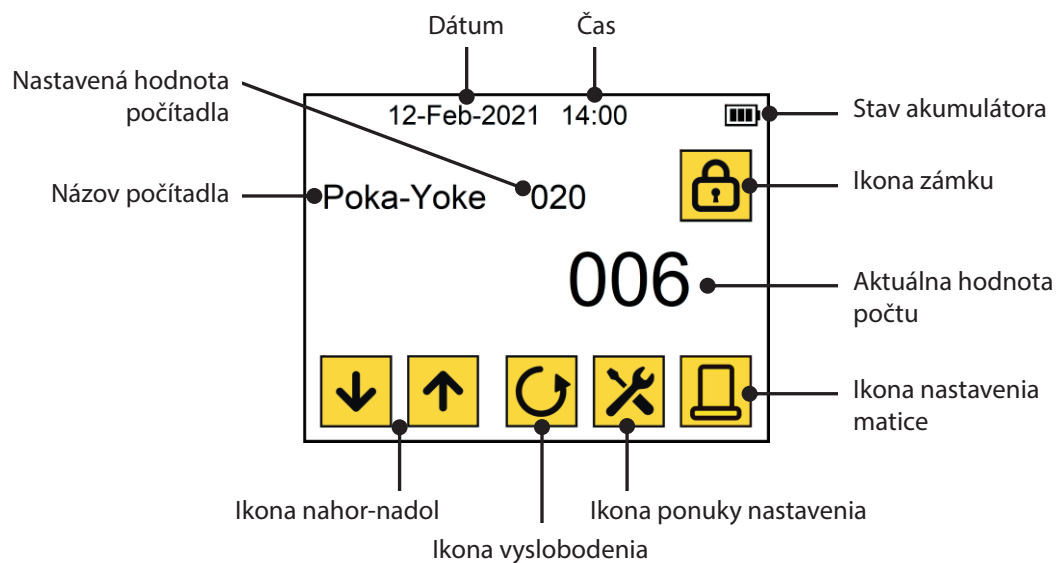 Dátum
Čas
Nastavená hodnota
počítadla
12-Feb-2021 14:00
Stav akumulátora
Názov počítadla
Poka-Yoke 020
Ikona zámku
006
Aktuálna hodnota
počtu
Ikona nastavenia
matice
Ikona nahor-nadol
Ikona ponuky nastavenia
Ikona vyslobodenia